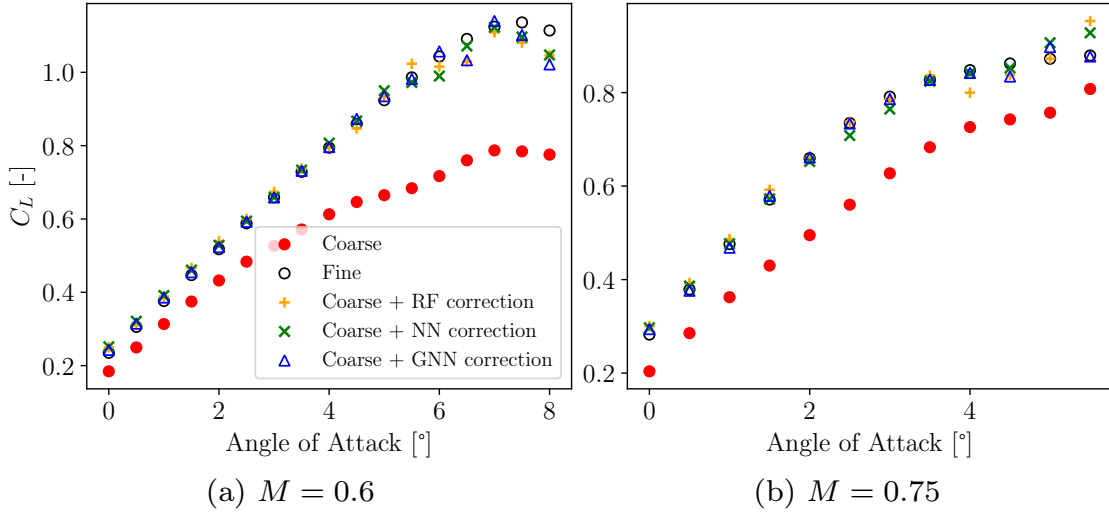 1.0
0.8
0.6
0.4
0.2
C_L [-]
0 2 4 6 8
Angle of Attack [°]
Coarse
Fine
Coarse + RF correction
Coarse + NN correction
Coarse + GNN correction
(a) M = 0.6
0.8
0.6
0.4
0.2
0 2 4
Angle of Attack [°]
(b) M = 0.75